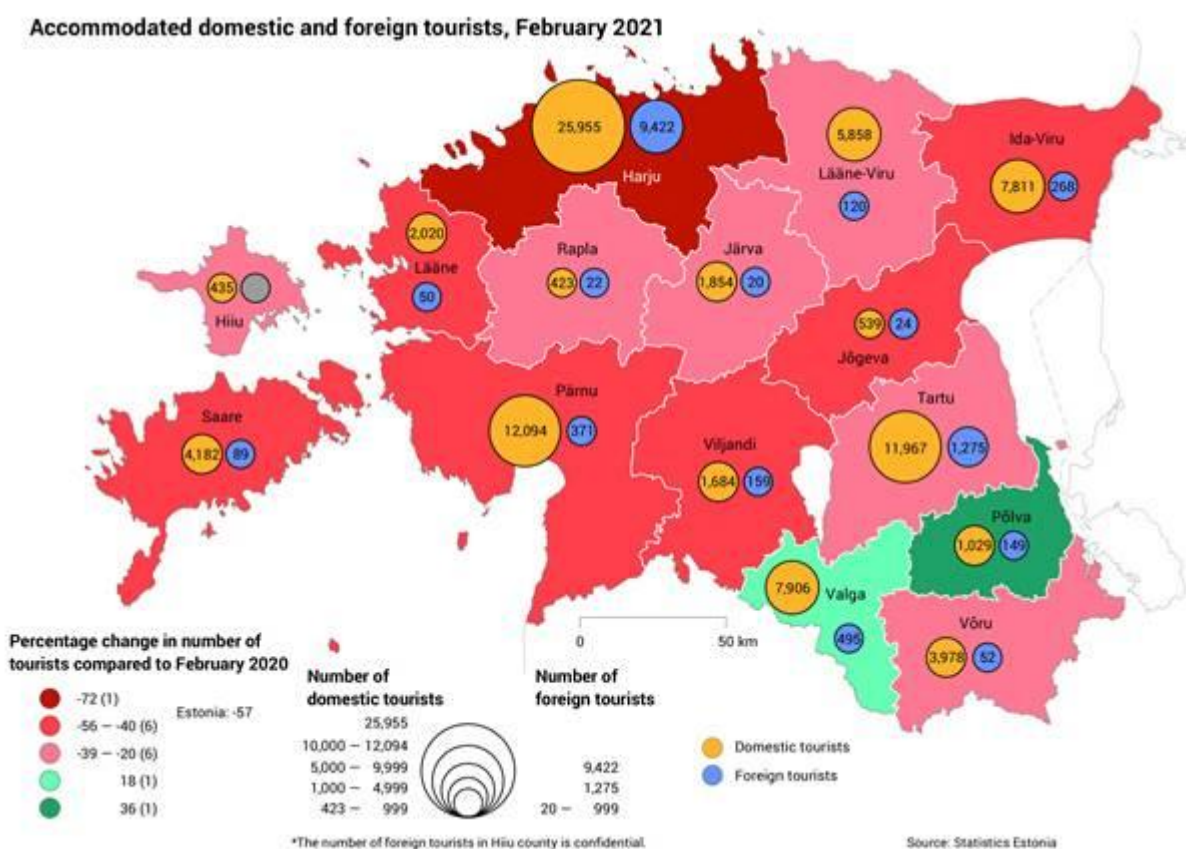 Accommodated domestic and foreign tourists, February 2021
25,955
9,422
Harju
5,858
Lääne-Viru
120
Ida-Viru
7,811
268
2,020
Lääne
50
Rapla
423
22
Järva
1,854
20
435
Hiiu
539
24
Jõgeva
Saare
4,182
89
Pärnu
12,094
371
Viljandi
1,684
159
Tartu
11,967
1,275
Põlva
1,029
149
7,906
Valga
495
Võru
3,978
52
0 50 km
Percentage change in number of
tourists compared to February 2020
-72 (1)
-56 – -40 (6)
-39 – -20 (6)
18 (1)
36 (1)
Estonia: -57
Number of
domestic tourists
25,955
10,000 – 12,094
5,000 – 9,999
1,000 – 4,999
423 – 999
Number of
foreign tourists
9,422
1,275
20 – 999
Domestic tourists
Foreign tourists
*The number of foreign tourists in Hiiu county is confidential.
Source: Statistics Estonia